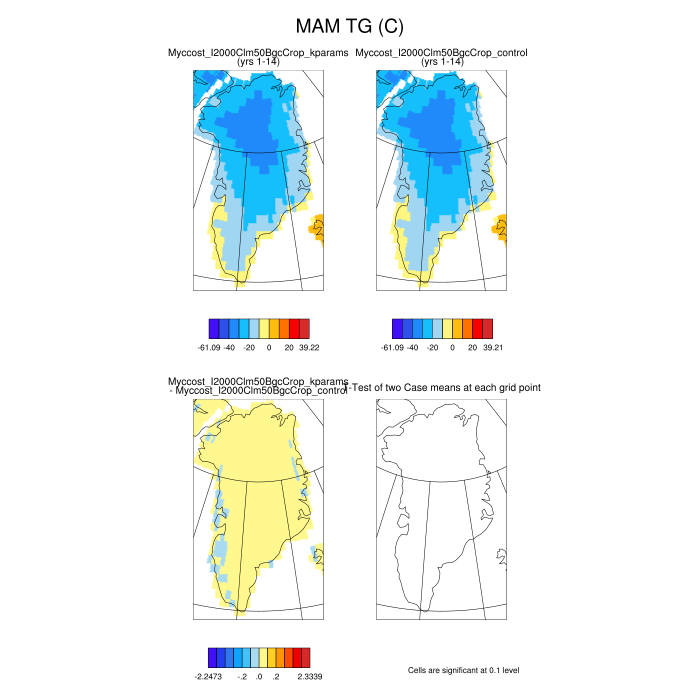 MAM TG (C)
Myccost_I2000Clm50BgcCrop_kparams
(yrs 1-14)
Myccost_I2000Clm50BgcCrop_control
(yrs 1-14)
-61.09 -40 -20 0 20 39.22
-61.09 -40 -20 0 20 39.21
Myccost_I2000Clm50BgcCrop_kparams
- Myccost_I2000Clm50BgcCrop_control
T-Test of two Case means at each grid point
-2.2473 -.2 .0 .2 2.3339
Cells are significant at 0.1 level